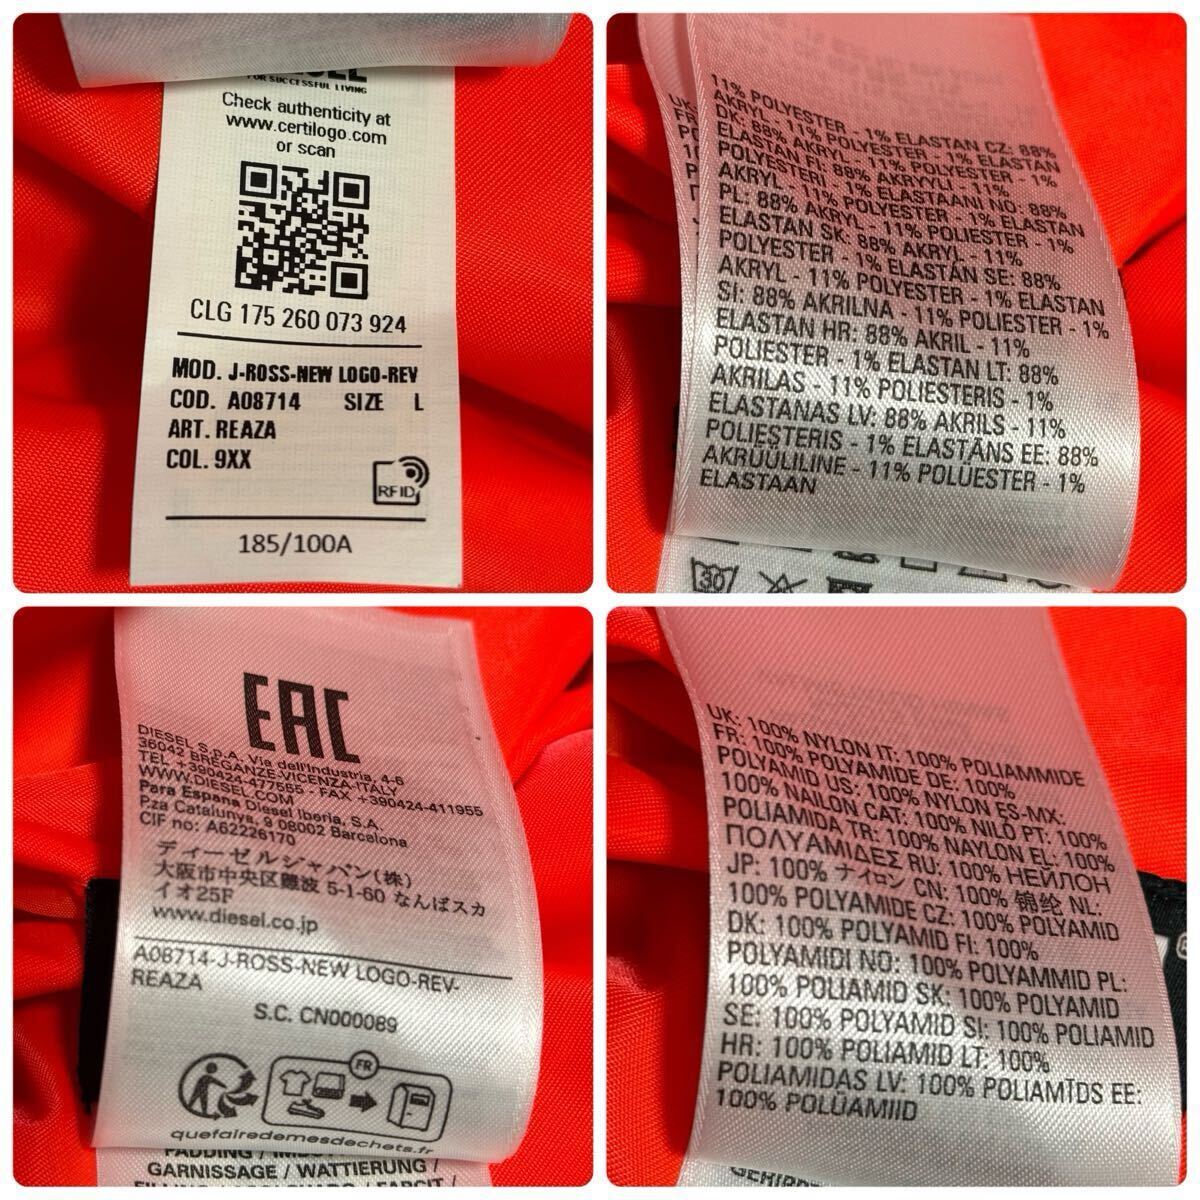 FOR SUCCESSFUL LIVING
Check authenticity at
www.certilogo.com
or scan
CLG 175 260 073 924
MOD. J-ROSS-NEW LOGO-REV
COD. A08714 SIZE L
ART. REAZA
COL. 9XX
RFID
185/100A
11% POLYESTER - 1% ELASTAN CZ: 88%
AKRYL - 11% POLYESTER - 1% ELASTAN
DK: 88% AKRYL - 11% POLYESTER - 1%
ELASTAN FI: 88% AKRYYLI - 11%
POLYESTERI - 1% ELASTAANI NO: 88%
AKRYL - 11% POLYESTER - 1% ELASTAN
PL: 88% AKRYL - 11% POLIESTER - 1%
ELASTAN SK: 88% AKRYL - 11%
POLYESTER - 1% ELASTÁN SE: 88%
AKRYL - 11% POLYESTER - 1% ELASTAN
SI: 88% AKRILNA - 11% POLIESTER - 1%
ELASTAN HR: 88% AKRIL - 11%
POLIESTER - 1% ELASTAN LT: 88%
AKRILAS - 11% POLIESTERIS - 1%
ELASTANAS LV: 88% AKRILS - 11%
POLIESTERIS - 1% ELASTĀNS EE: 88%
AKRÜÜLILINE - 11% POLÜESTER - 1%
ELASTAAN
30
EAC
DIESEL S.p.A. Via dell'Industria, 4-6
36042 BREGANZE-VICENZA-ITALY
TEL +390424-477555 - FAX +390424-411955
WWW.DIESEL.COM
Para Espana Diesel Iberia, S.A.
P.za Catalunya, 9 08002 Barcelona
CIF no: A62226170
ディーゼルジャパン(株)
大阪市中央区難波 5-1-60 なんばスカ
イオ25F
www.diesel.co.jp
A08714-J-ROSS-NEW LOGO-REV-
REAZA
S.C. CN000089
FR
quefairedemesdechets.fr
GARNISSAGE / WATTIERUNG /
UK: 100% NYLON IT: 100% POLIAMMIDE
FR: 100% POLYAMIDE DE: 100%
POLYAMID US: 100% NYLON ES-MX:
100% NAILON CAT: 100% NILÓ PT: 100%
POLIAMIDA TR: 100% NAYLON EL: 100%
ΠΟΛΥΑΜΙΔΕΣ RU: 100% НЕЙЛОН
JP: 100% ナイロン CN: 100% 锦纶 NL:
100% POLYAMIDE CZ: 100% POLYAMID
DK: 100% POLYAMID FI: 100%
POLYAMIDI NO: 100% POLYAMMID PL:
100% POLIAMID SK: 100% POLYAMID
SE: 100% POLYAMID SI: 100% POLIAMID
HR: 100% POLIAMID LT: 100%
POLIAMIDAS LV: 100% POLIAMĪDS EE:
100% POLÜAMIID